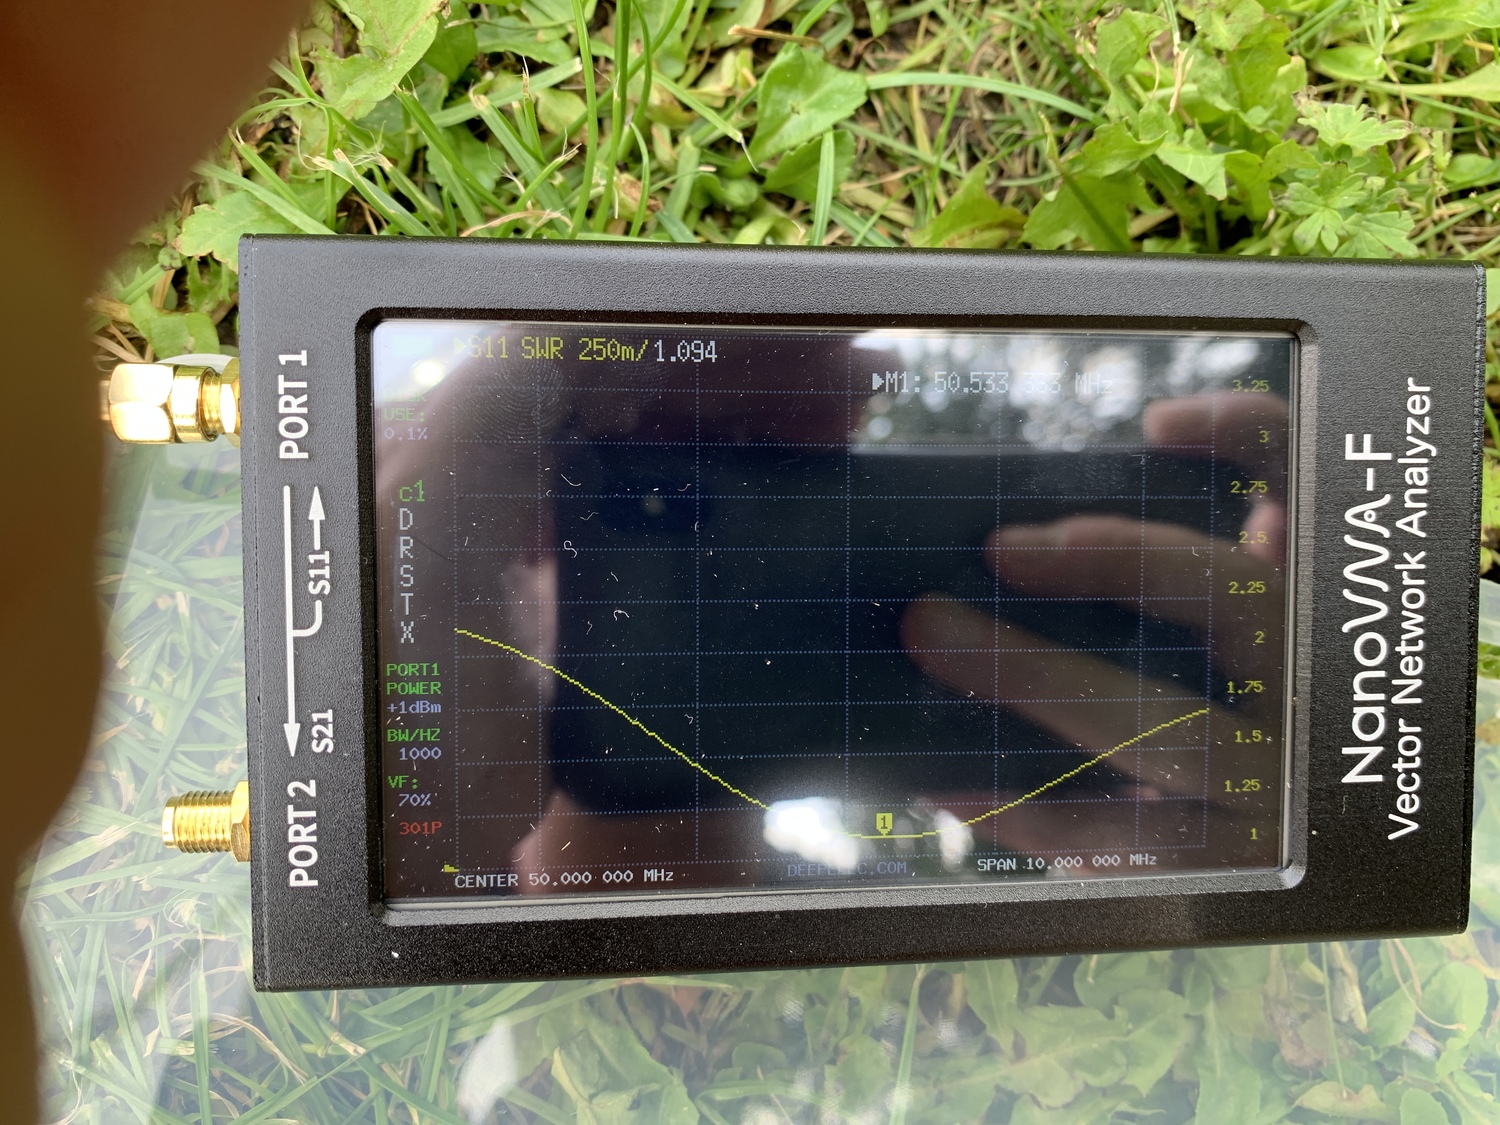 S11 SWR 250m/ 1.094
M1: 50.533 333 MHz
USE:
0.1%
c1
D
R
S
T
X
PORT1
POWER
+1dBm
BW/HZ
1000
VF:
70%
301P
3.25
3
2.75
2.5
2.25
2
1.75
1.5
1.25
1
1
CENTER 50.000 000 MHz
SPAN 10.000 000 MHz
PORT 1
S11
S21
PORT 2
NanoVNA-F
Vector Network Analyzer